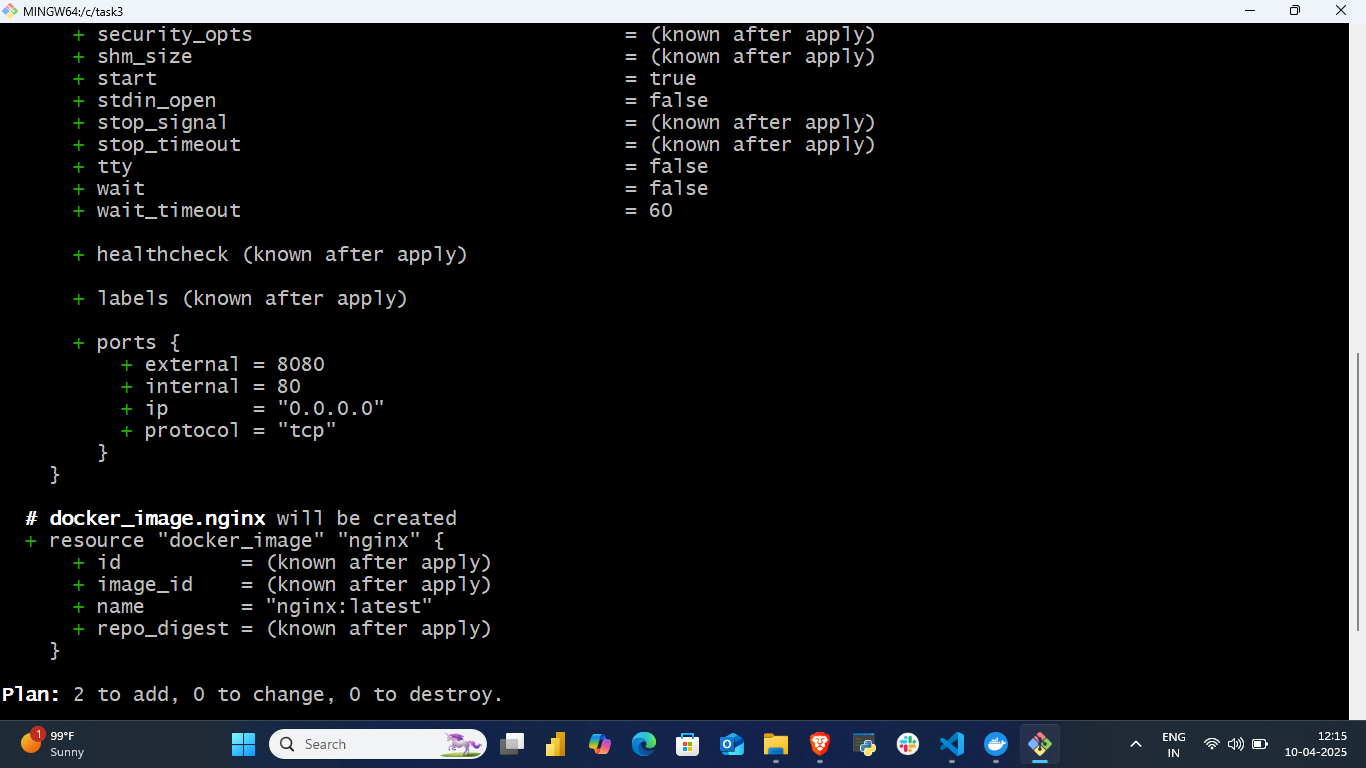 MINGW64:/c/task3
+ security_opts = (known after apply)
+ shm_size = (known after apply)
+ start = true
+ stdin_open = false
+ stop_signal = (known after apply)
+ stop_timeout = (known after apply)
+ tty = false
+ wait = false
+ wait_timeout = 60
+ healthcheck (known after apply)
+ labels (known after apply)
+ ports {
+ external = 8080
+ internal = 80
+ ip = "0.0.0.0"
+ protocol = "tcp"
}
}
# docker_image.nginx will be created
+ resource "docker_image" "nginx" {
+ id = (known after apply)
+ image_id = (known after apply)
+ name = "nginx:latest"
+ repo_digest = (known after apply)
}
Plan: 2 to add, 0 to change, 0 to destroy.
1
99°F
Sunny
Search
ENG
IN
12:15
10-04-2025